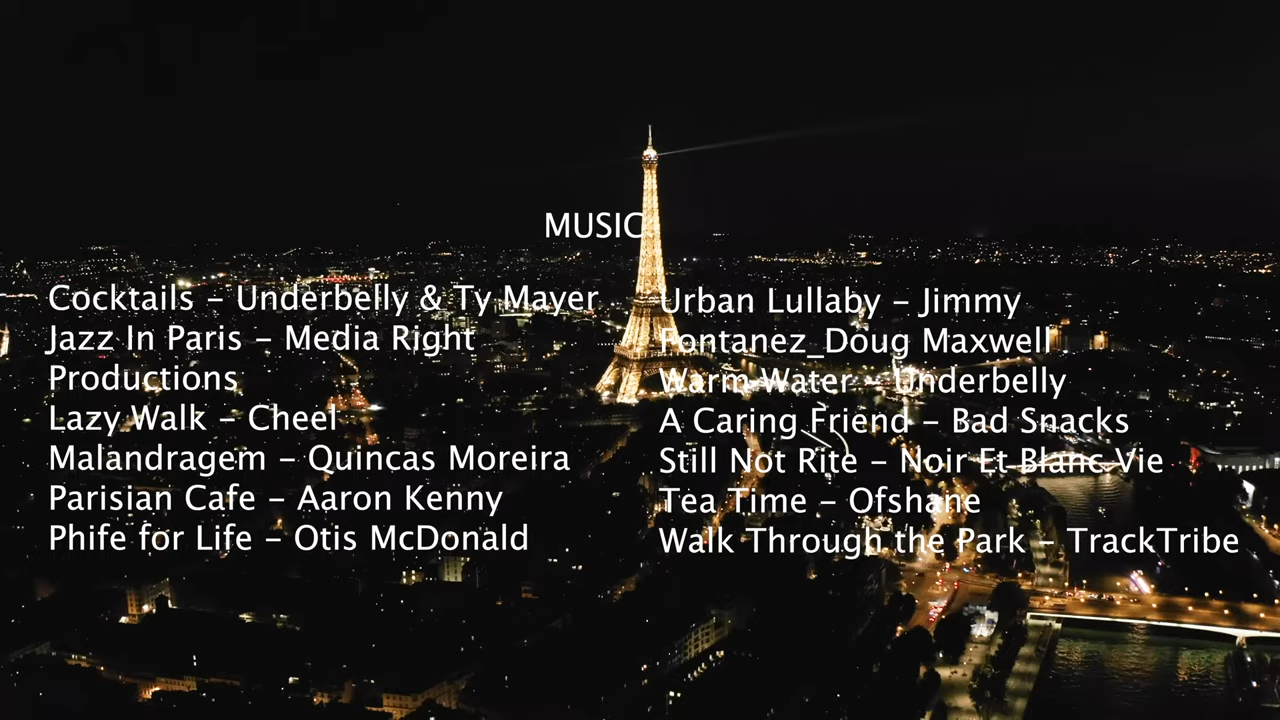 MUSIC
Cocktails – Underbelly & Ty Mayer
Jazz In Paris – Media Right
Productions
Lazy Walk – Cheel
Malandragem – Quincas Moreira
Parisian Cafe – Aaron Kenny
Phife for Life – Otis McDonald
Urban Lullaby – Jimmy
Fontanez_Doug Maxwell
Warm Water – Underbelly
A Caring Friend – Bad Snacks
Still Not Rite – Noir Et Blanc Vie
Tea Time – Ofshane
Walk Through the Park – TrackTribe